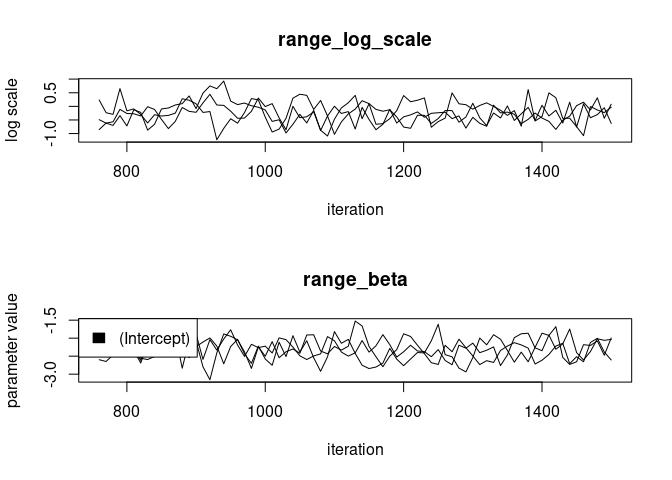 range_log_scale
log scale
0.5
-1.0
800 1000 1200 1400
iteration
range_beta
parameter value
-1.5
-3.0
(Intercept)
800 1000 1200 1400
iteration